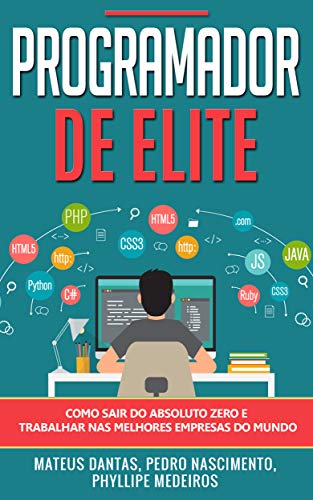 PROGRAMADOR
DE ELITE
PHP
HTML5
.com
HTML5
http:
CSS3
http:
JS
JAVA
Python
C#
Ruby
CSS3
COMO SAIR DO ABSOLUTO ZERO E
TRABALHAR NAS MELHORES EMPRESAS DO MUNDO
MATEUS DANTAS, PEDRO NASCIMENTO,
PHYLLIPE MEDEIROS